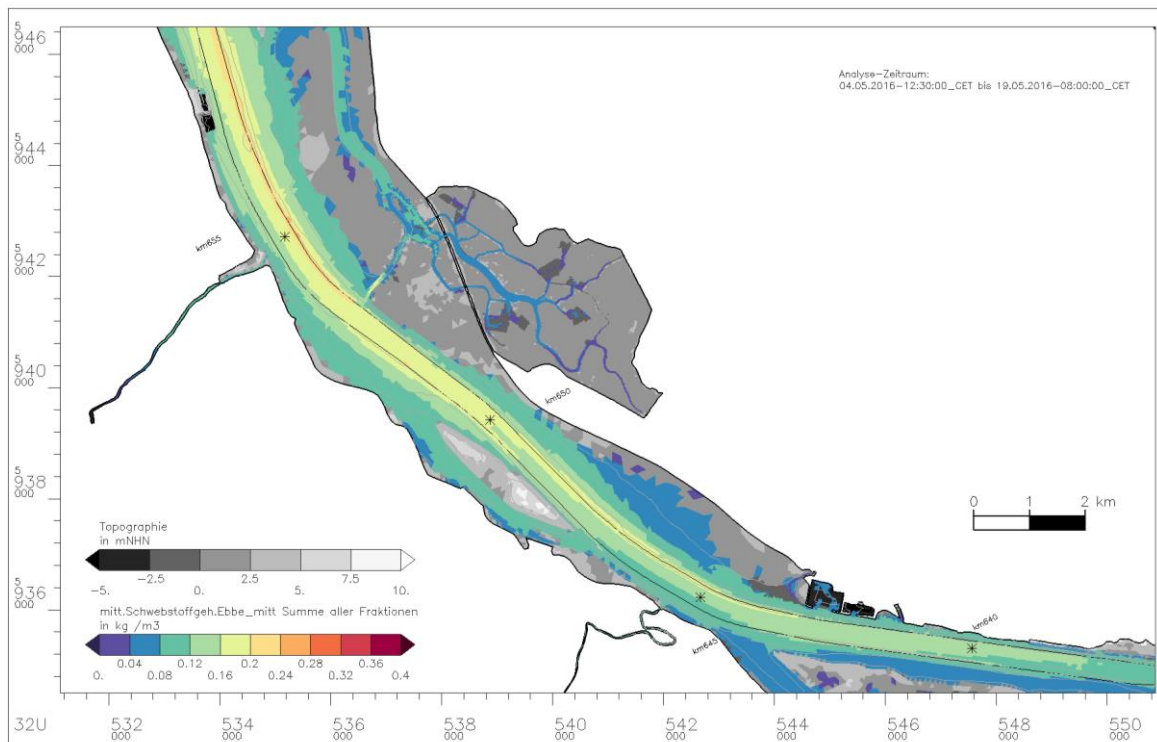 5
946
000
944
000
5
942
000
5
940
000
5
938
000
5
936
000
Analyse-Zeitraum:
04.05.2016-12:30:00_CET bis 19.05.2016-08:00:00_CET
km655
km650
km645
km640
0 1 2 km
Topographie
in mNHN
-5. -2.5 0. 2.5 5. 7.5 10.
mitt.Schwebstoffgeh.Ebbe_mitt Summe aller Fraktionen
in kg /m3
0. 0.04 0.08 0.12 0.16 0.2 0.24 0.28 0.32 0.36 0.4
32U 532 534 536 538 540 542 544 546 548 550
000 000 000 000 000 000 000 000 000 000